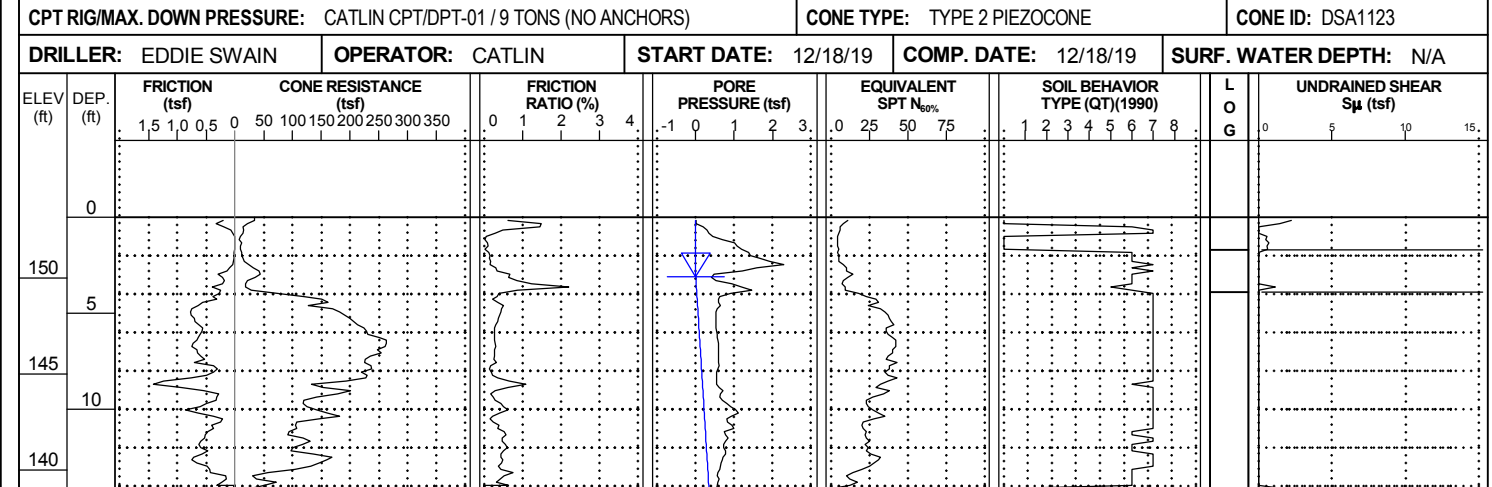 CPT RIG/MAX. DOWN PRESSURE: CATLIN CPT/DPT-01 / 9 TONS (NO ANCHORS) CONE TYPE: TYPE 2 PIEZOCONE CONE ID: DSA1123
DRILLER: EDDIE SWAIN OPERATOR: CATLIN START DATE: 12/18/19 COMP. DATE: 12/18/19 SURF. WATER DEPTH: N/A
ELEV (ft)
DEP. (ft)
FRICTION (tsf)
15 10 5 0
CONE RESISTANCE (tsf)
50 100 150 200 250 300 350
FRICTION RATIO (%)
0 1 2 3 4
PORE PRESSURE (tsf)
-1 0 1 2 3
EQUIVALENT SPT N60%
0 25 50 75
SOIL BEHAVIOR TYPE (QT)(1990)
1 2 3 4 5 6 7 8
L
O
G
UNDRAINED SHEAR Sµ (tsf)
0 5 10 15
0
150
5
145
10
140